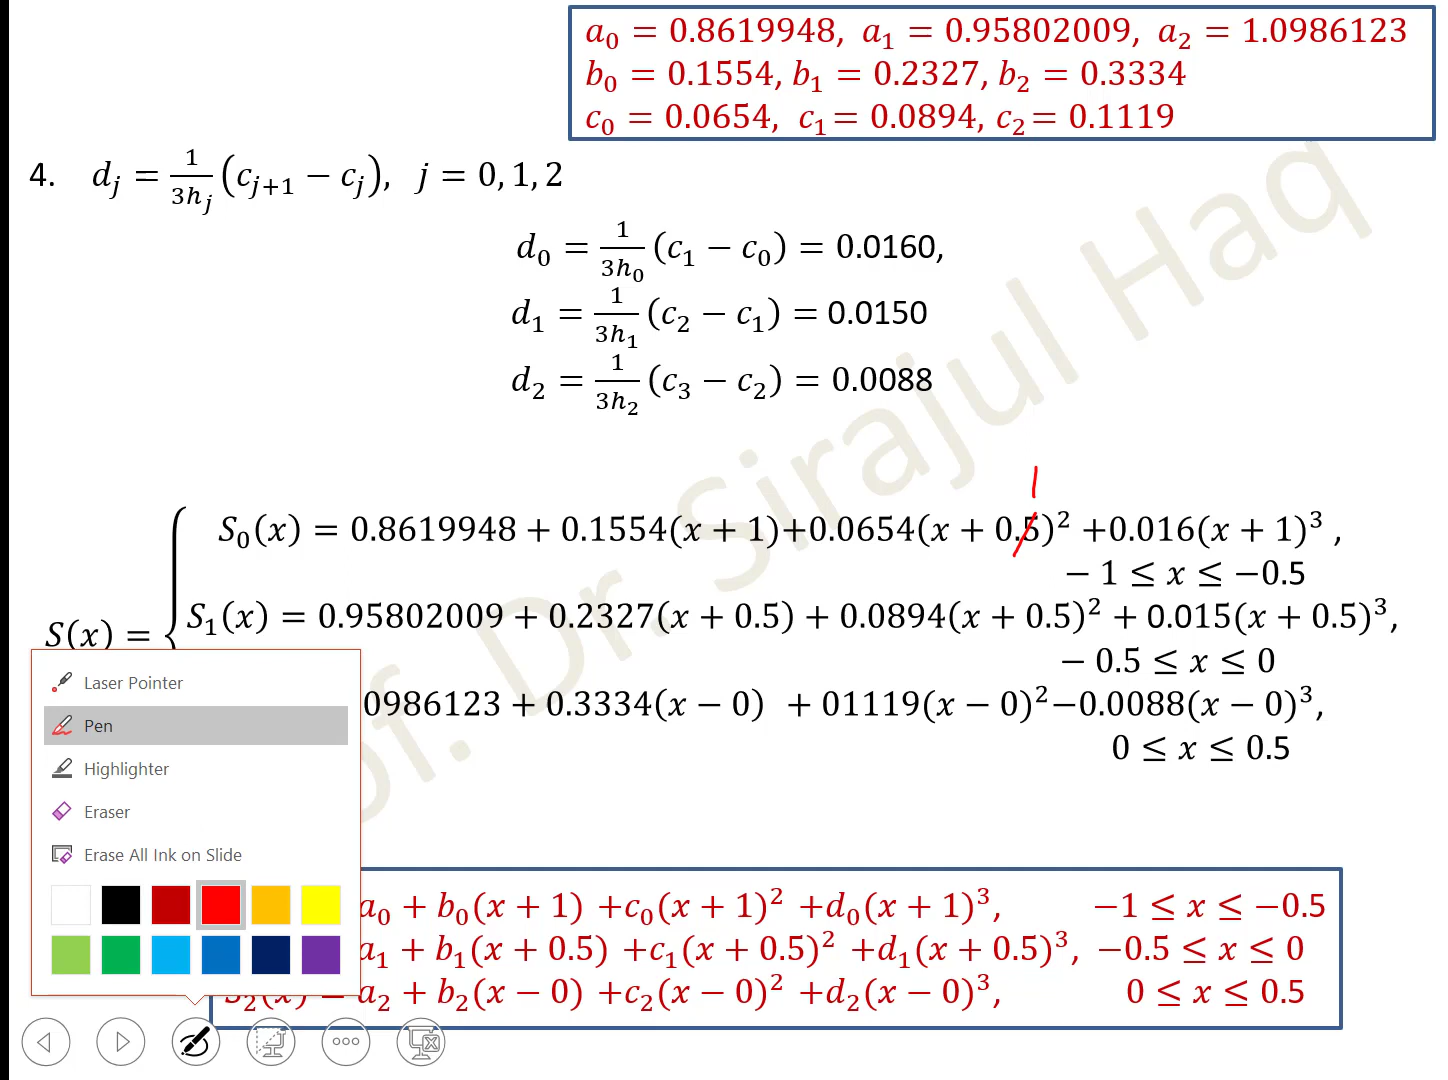 a₀ = 0.8619948, a₁ = 0.95802009, a₂ = 1.0986123
b₀ = 0.1554, b₁ = 0.2327, b₂ = 0.3334
c₀ = 0.0654, c₁ = 0.0894, c₂ = 0.1119
4. dⱼ = 1/(3hⱼ) (cⱼ₊₁ − cⱼ), j = 0, 1, 2
d₀ = 1/(3h₀) (c₁ − c₀) = 0.0160,
d₁ = 1/(3h₁) (c₂ − c₁) = 0.0150
d₂ = 1/(3h₂) (c₃ − c₂) = 0.0088
1
S₀(x) = 0.8619948 + 0.1554(x + 1)+0.0654(x + 0.5)² +0.016(x + 1)³ ,
− 1 ≤ x ≤ −0.5
S(x) =
S₁(x) = 0.95802009 + 0.2327(x + 0.5) + 0.0894(x + 0.5)² + 0.015(x + 0.5)³,
− 0.5 ≤ x ≤ 0
0986123 + 0.3334(x − 0) + 01119(x − 0)²−0.0088(x − 0)³,
0 ≤ x ≤ 0.5
Laser Pointer
Pen
Highlighter
Eraser
Erase All Ink on Slide
a₀ + b₀(x + 1) +c₀(x + 1)² +d₀(x + 1)³, −1 ≤ x ≤ −0.5
a₁ + b₁(x + 0.5) +c₁(x + 0.5)² +d₁(x + 0.5)³, −0.5 ≤ x ≤ 0
S₂(x) = a₂ + b₂(x − 0) +c₂(x − 0)² +d₂(x − 0)³, 0 ≤ x ≤ 0.5
of. Dr. Sirajul Haq